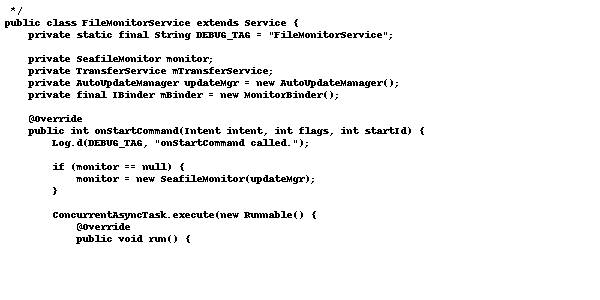 */
public class FileMonitorService extends Service {
private static final String DEBUG_TAG = "FileMonitorService";
private SeafileMonitor monitor;
private TransferService mTransferService;
private AutoUpdateManager updateMgr = new AutoUpdateManager();
private final IBinder mBinder = new MonitorBinder();
@Override
public int onStartCommand(Intent intent, int flags, int startId) {
Log.d(DEBUG_TAG, "onStartCommand called.");
if (monitor == null) {
monitor = new SeafileMonitor(updateMgr);
}
ConcurrentAsyncTask.execute(new Runnable() {
@Override
public void run() {